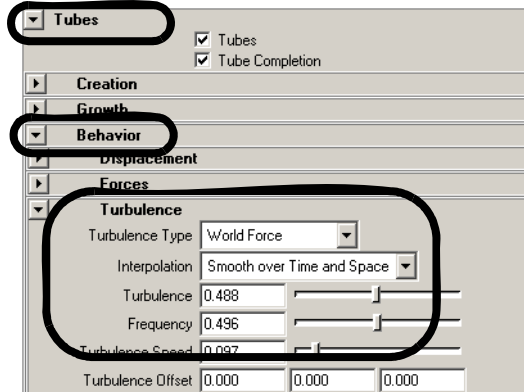 Tubes
Tubes
Tube Completion
Creation
Growth
Behavior
Displacement
Forces
Turbulence
Turbulence Type World Force
Interpolation Smooth over Time and Space
Turbulence 0.488
Frequency 0.496
Turbulence Speed 0.097
Turbulence Offset 0.000 0.000 0.000